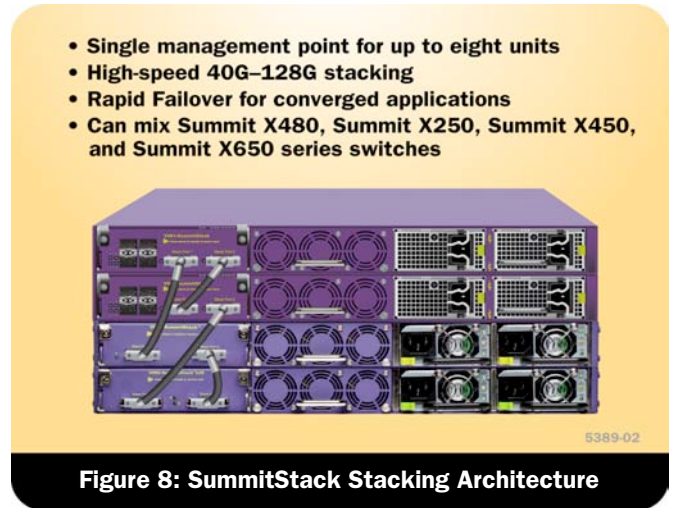 • Single management point for up to eight units
• High-speed 40G–128G stacking
• Rapid Failover for converged applications
• Can mix Summit X480, Summit X250, Summit X450,
and Summit X650 series switches
5389-02
Figure 8: SummitStack Stacking Architecture